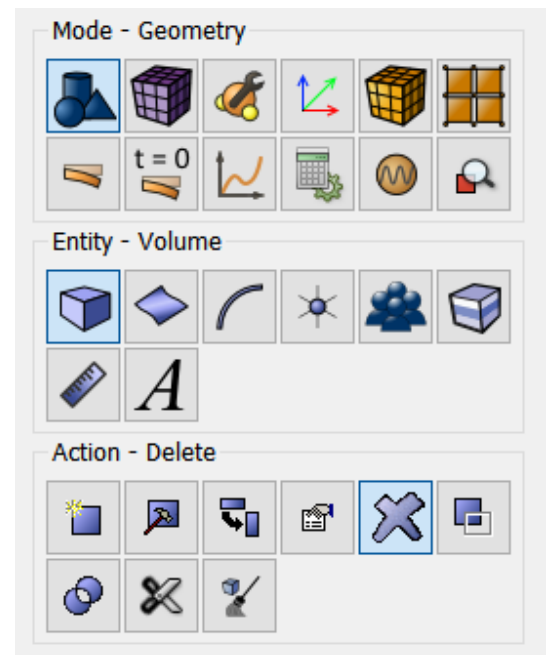 Mode - Geometry
t = 0
Entity - Volume
A
Action - Delete